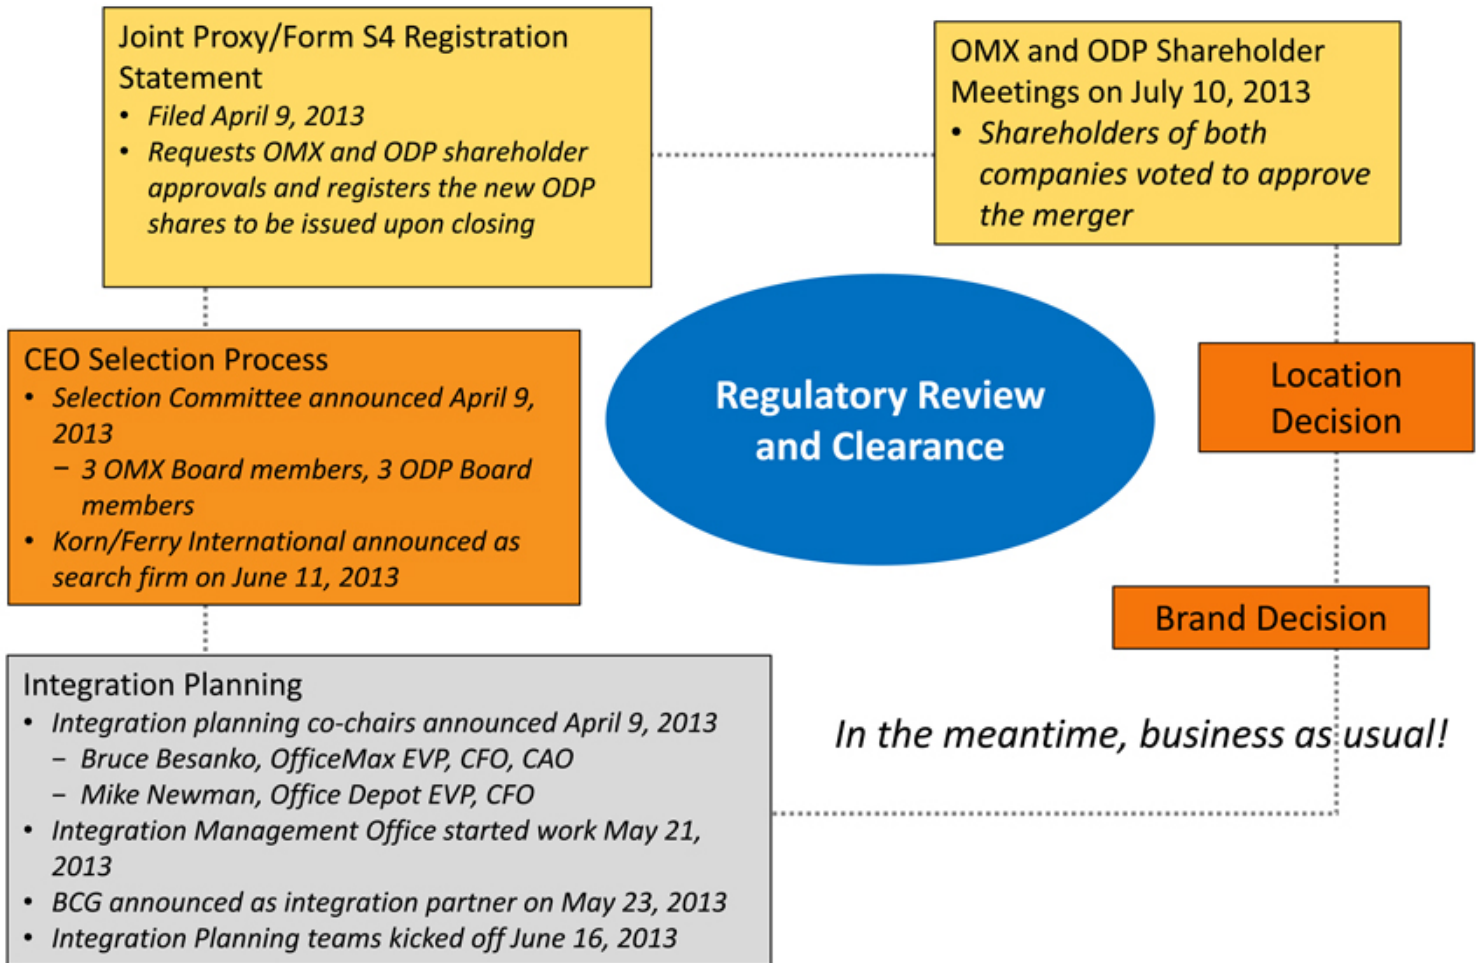 Joint Proxy/Form S4 Registration
Statement
• Filed April 9, 2013
• Requests OMX and ODP shareholder
approvals and registers the new ODP
shares to be issued upon closing
OMX and ODP Shareholder
Meetings on July 10, 2013
• Shareholders of both
companies voted to approve
the merger
CEO Selection Process
• Selection Committee announced April 9,
2013
– 3 OMX Board members, 3 ODP Board
members
• Korn/Ferry International announced as
search firm on June 11, 2013
Regulatory Review
and Clearance
Location
Decision
Brand Decision
Integration Planning
• Integration planning co-chairs announced April 9, 2013
– Bruce Besanko, OfficeMax EVP, CFO, CAO
– Mike Newman, Office Depot EVP, CFO
• Integration Management Office started work May 21,
2013
• BCG announced as integration partner on May 23, 2013
• Integration Planning teams kicked off June 16, 2013
In the meantime, business as usual!